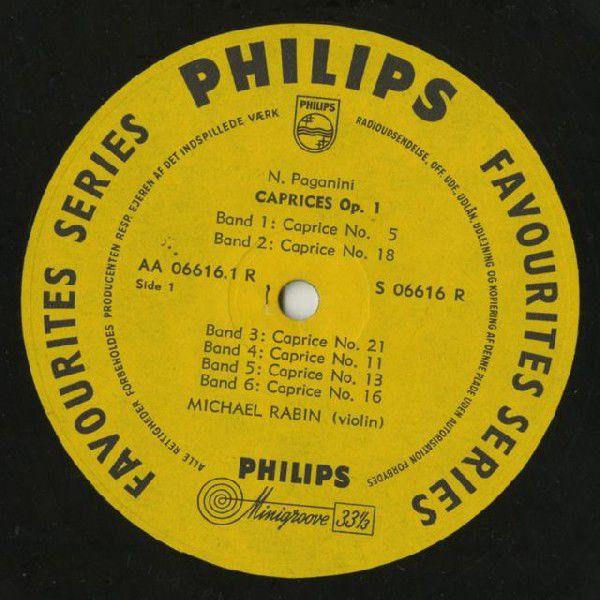 PHILIPS
FAVOURITES SERIES
FAVOURITES SERIES
ALLE RETTIGHEDER FORBEHOLDES PRODUCENTEN RESP. EJEREN AF DET INDSPILLEDE VÆRK
RADIOUDSENDELSE, OFF. UDF. UDLÅN, UDLEJNING OG KOPIERING AF DENNE PLADE UDEN AUTORISATION FORBYDES
PHILIPS
N. Paganini
CAPRICES Op. 1
Band 1: Caprice No. 5
Band 2: Caprice No. 18
AA 06616.1 R
S 06616 R
Side 1
Band 3: Caprice No. 21
Band 4: Caprice No. 11
Band 5: Caprice No. 13
Band 6: Caprice No. 16
MICHAEL RABIN (violin)
PHILIPS
Minigroove 33⅓